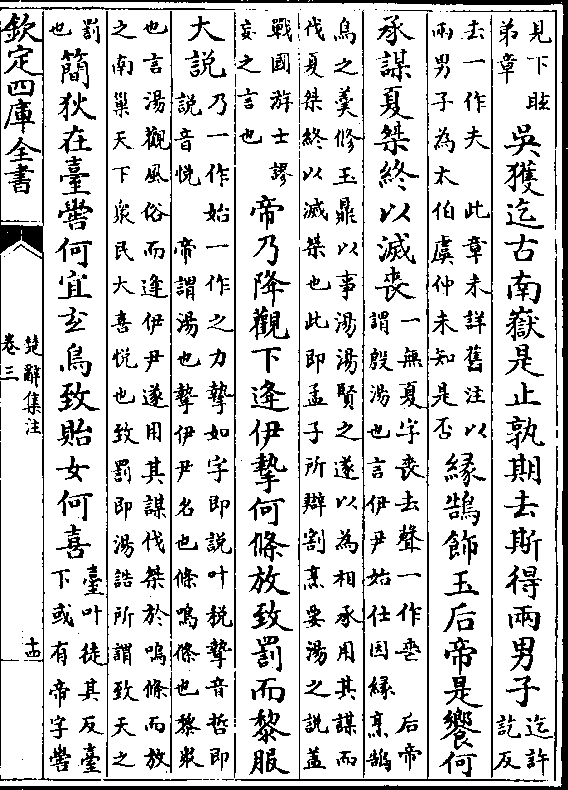 見下眩
弟章
吳獲迄古南嶽是止孰期去斯得兩男子
迄許
訖反
去一作夫　此章未詳舊注以
兩男子為太伯虞仲未知是否
緣鵠飾玉后帝是饗何
承謀夏桀終以滅喪
一無夏字喪去聲一作　后帝
謂殷湯也言伊尹始仕因緣烹鵠
鳥之羮修玉鼎以事湯湯賢之遂以為相承用其謀而
伐夏桀終以滅桀也此即孟子所辯割烹要湯之說蓋
戰國游士謬
妄之言也
帝乃降觀下逢伊摯何條放致罰而黎服
大說
乃一作始一作之力摯如字即說叶税摯音哲即
說音悅　帝謂湯也摯伊尹名也條鳴條也黎衆
也言湯觀風俗而逢伊尹遂用其謀伐桀於鳴條而放
之南巢天下衆民大喜悅也致罰即湯誥所謂致天之
罰
也
簡狄在臺嚳何宜玄鳥致貽女何喜
臺叶徒其反臺
下或有帝字嚳
欽定四庫全書
楚辭集注
卷三
十四